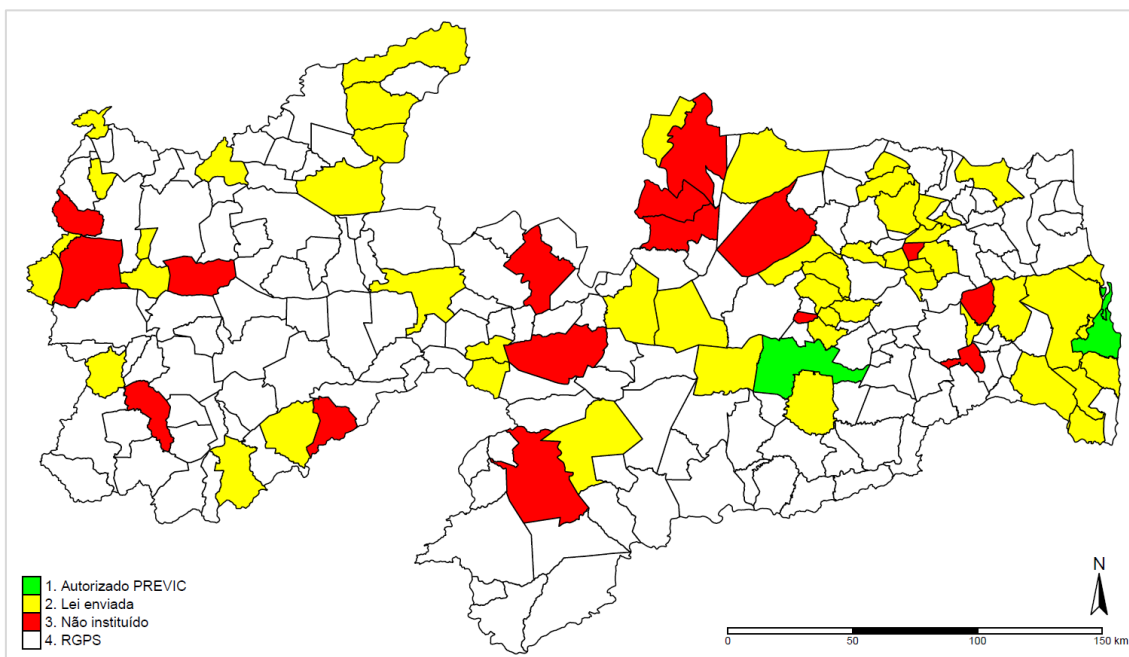 1. Autorizado PREVIC
2. Lei enviada
3. Não instituído
4. RGPS
N
0 50 100 150 km